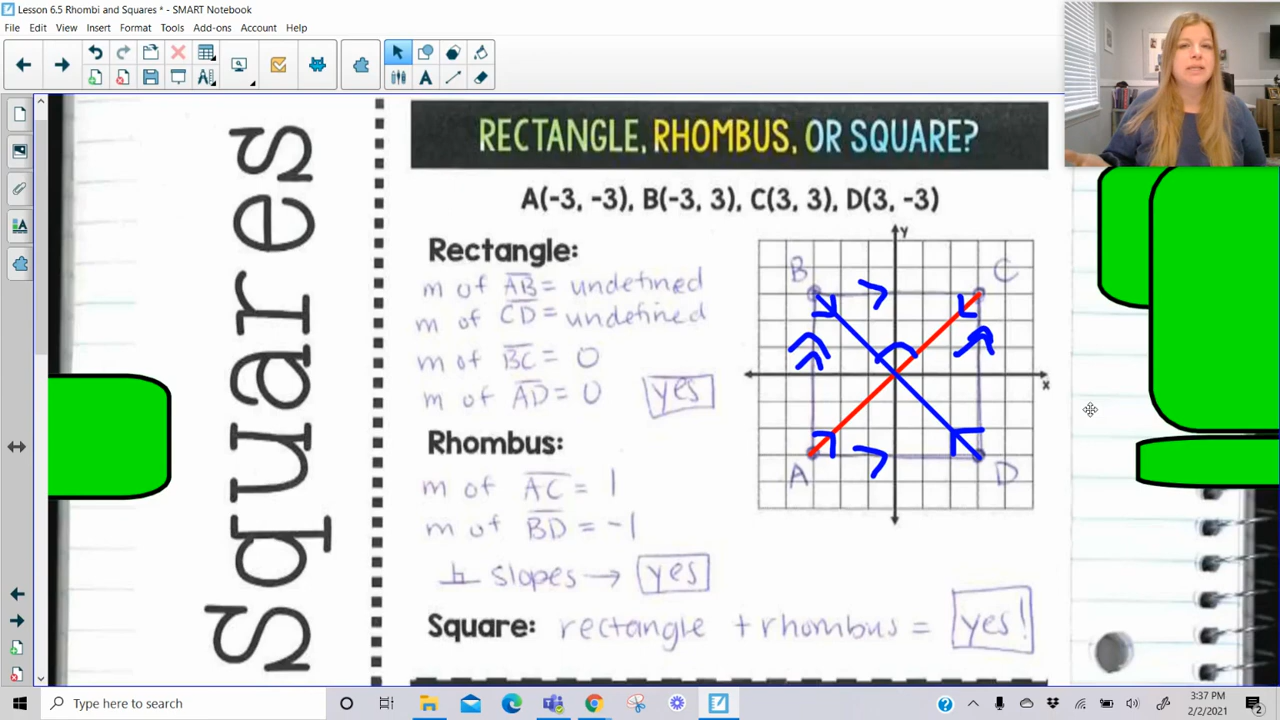 Lesson 6.5 Rhombi and Squares * - SMART Notebook
File Edit View Insert Format Tools Add-ons Account Help
Squares
RECTANGLE, RHOMBUS, OR SQUARE?
A(-3, -3), B(-3, 3), C(3, 3), D(3, -3)
Rectangle:
m of AB = undefined
m of CD = undefined
m of BC = 0
m of AD = 0 yes
Rhombus:
m of AC = 1
m of BD = -1
⊥ slopes → yes
Square: rectangle + rhombus = yes!
y
B C
x
A D
Type here to search
3:37 PM
2/2/2021
2